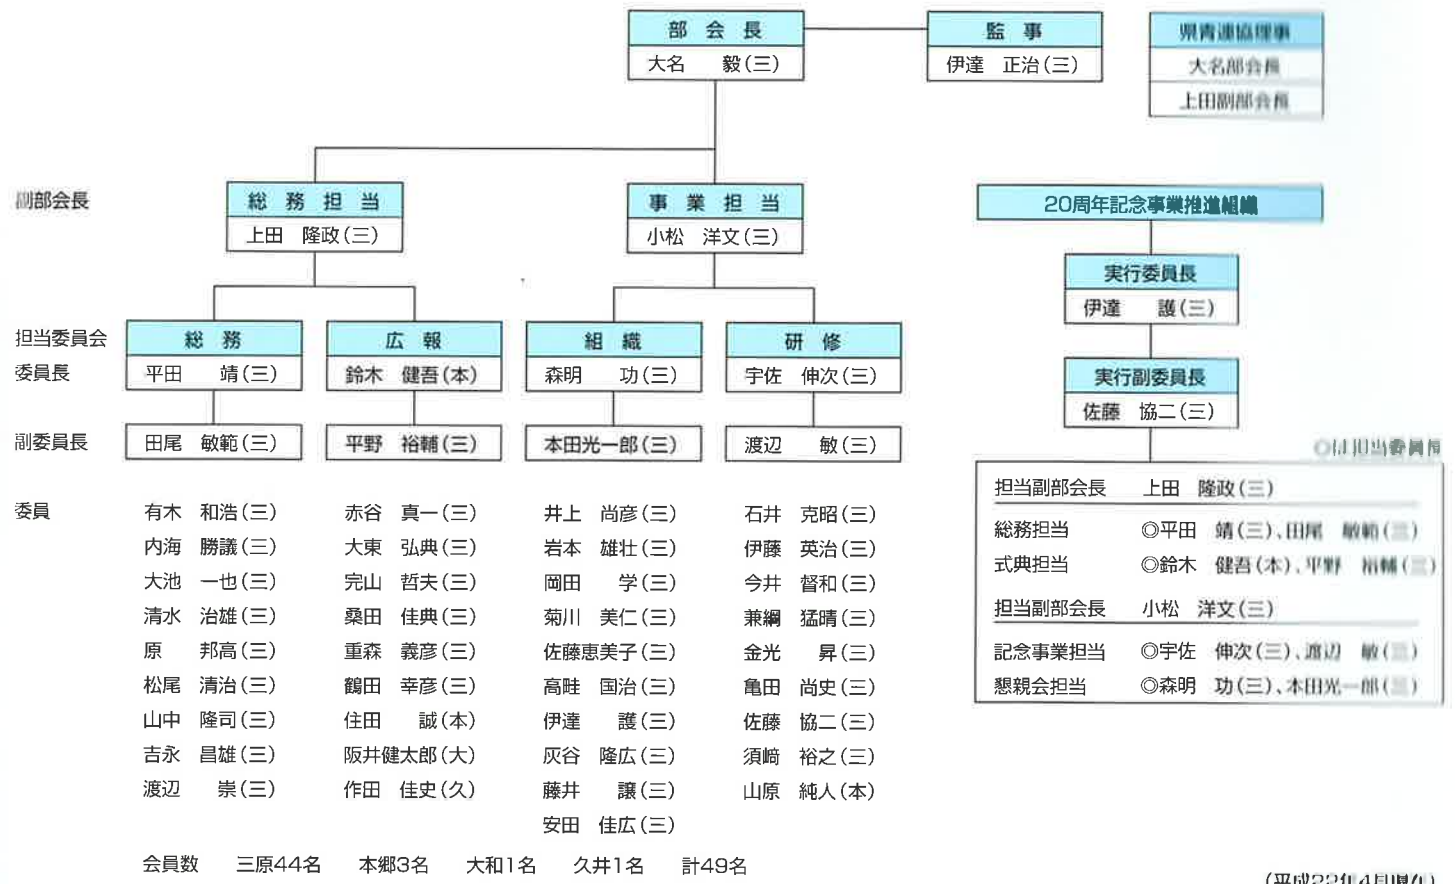 部会長
大名　毅(三)
監事
伊達　正治(三)
県青連協理事
大名部会長
上田副部会長
副部会長
総務担当
上田　隆政(三)
事業担当
小松　洋文(三)
20周年記念事業推進組織
実行委員長
伊達　護(三)
実行副委員長
佐藤　協二(三)
担当委員会
総務
広報
組織
研修
委員長
平田　靖(三)
鈴木　健吾(本)
森明　功(三)
宇佐　伸次(三)
副委員長
田尾　敏範(三)
平野　裕輔(三)
本田光一郎(三)
渡辺　敏(三)
委員
有木　和浩(三)
赤谷　真一(三)
井上　尚彦(三)
石井　克昭(三)
内海　勝議(三)
大東　弘典(三)
岩本　雄壮(三)
伊藤　英治(三)
大池　一也(三)
完山　哲夫(三)
岡田　学(三)
今井　督和(三)
清水　治雄(三)
桑田　佳典(三)
菊川　美仁(三)
兼綱　猛晴(三)
原　邦高(三)
重森　義彦(三)
佐藤恵美子(三)
金光　昇(三)
松尾　清治(三)
鶴田　幸彦(三)
高畦　国治(三)
亀田　尚史(三)
山中　隆司(三)
住田　誠(本)
伊達　護(三)
佐藤　協二(三)
吉永　昌雄(三)
阪井健太郎(大)
灰谷　隆広(三)
須﨑　裕之(三)
渡辺　崇(三)
作田　佳史(久)
藤井　譲(三)
山原　純人(本)
安田　佳広(三)
会員数　三原44名　本郷3名　大和1名　久井1名　計49名
◎は担当委員長
担当副部会長　上田　隆政(三)
総務担当　◎平田　靖(三)、田尾　敏範(三)
式典担当　◎鈴木　健吾(本)、平野　裕輔(三)
担当副部会長　小松　洋文(三)
記念事業担当　◎宇佐　伸次(三)、渡辺　敏(三)
懇親会担当　◎森明　功(三)、本田光一郎(三)
(平成22年4月現在)